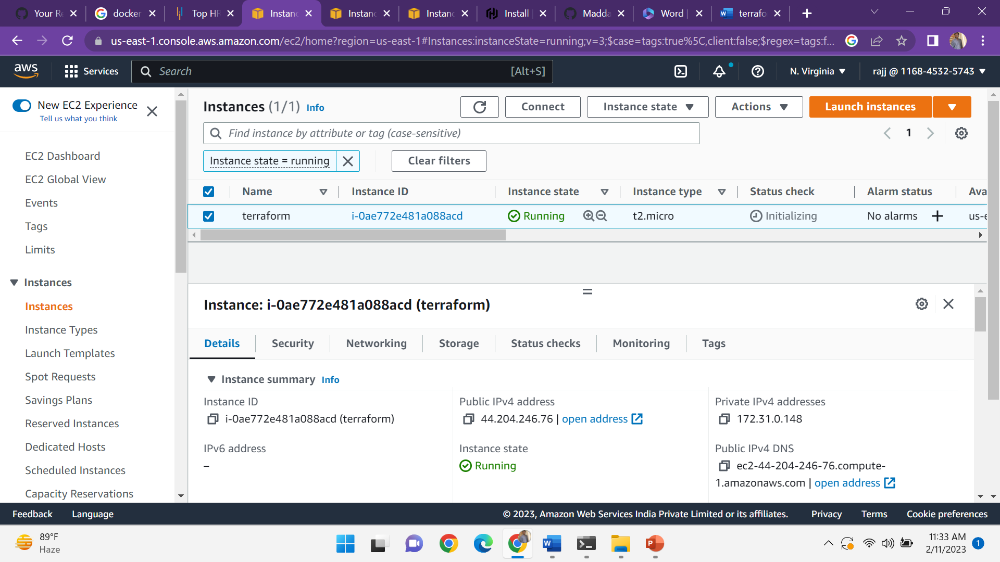 Your Re
docker
Top HR
Instanc
Instanc
Instanc
Install
Madda
Word |
terrafo
us-east-1.console.aws.amazon.com/ec2/home?region=us-east-1#Instances:instanceState=running;v=3;$case=tags:true%5C,client:false;$regex=tags:f...
aws
Services
Search
[Alt+S]
N. Virginia
rajj @ 1168-4532-5743
New EC2 Experience
Tell us what you think
EC2 Dashboard
EC2 Global View
Events
Tags
Limits
Instances
Instances
Instance Types
Launch Templates
Spot Requests
Savings Plans
Reserved Instances
Dedicated Hosts
Scheduled Instances
Capacity Reservations
Instances (1/1) Info
Connect
Instance state
Actions
Launch instances
Find instance by attribute or tag (case-sensitive)
1
Instance state = running
Clear filters
Name Instance ID Instance state Instance type Status check Alarm status Ava
terraform i-0ae772e481a088acd Running t2.micro Initializing No alarms + us-e
Instance: i-0ae772e481a088acd (terraform)
Details Security Networking Storage Status checks Monitoring Tags
Instance summary Info
Instance ID
i-0ae772e481a088acd (terraform)
Public IPv4 address
44.204.246.76 | open address
Private IPv4 addresses
172.31.0.148
IPv6 address
–
Instance state
Running
Public IPv4 DNS
ec2-44-204-246-76.compute-
1.amazonaws.com | open address
Feedback Language © 2023, Amazon Web Services India Private Limited or its affiliates. Privacy Terms Cookie preferences
89°F
Haze
W
P
11:33 AM
2/11/2023
1